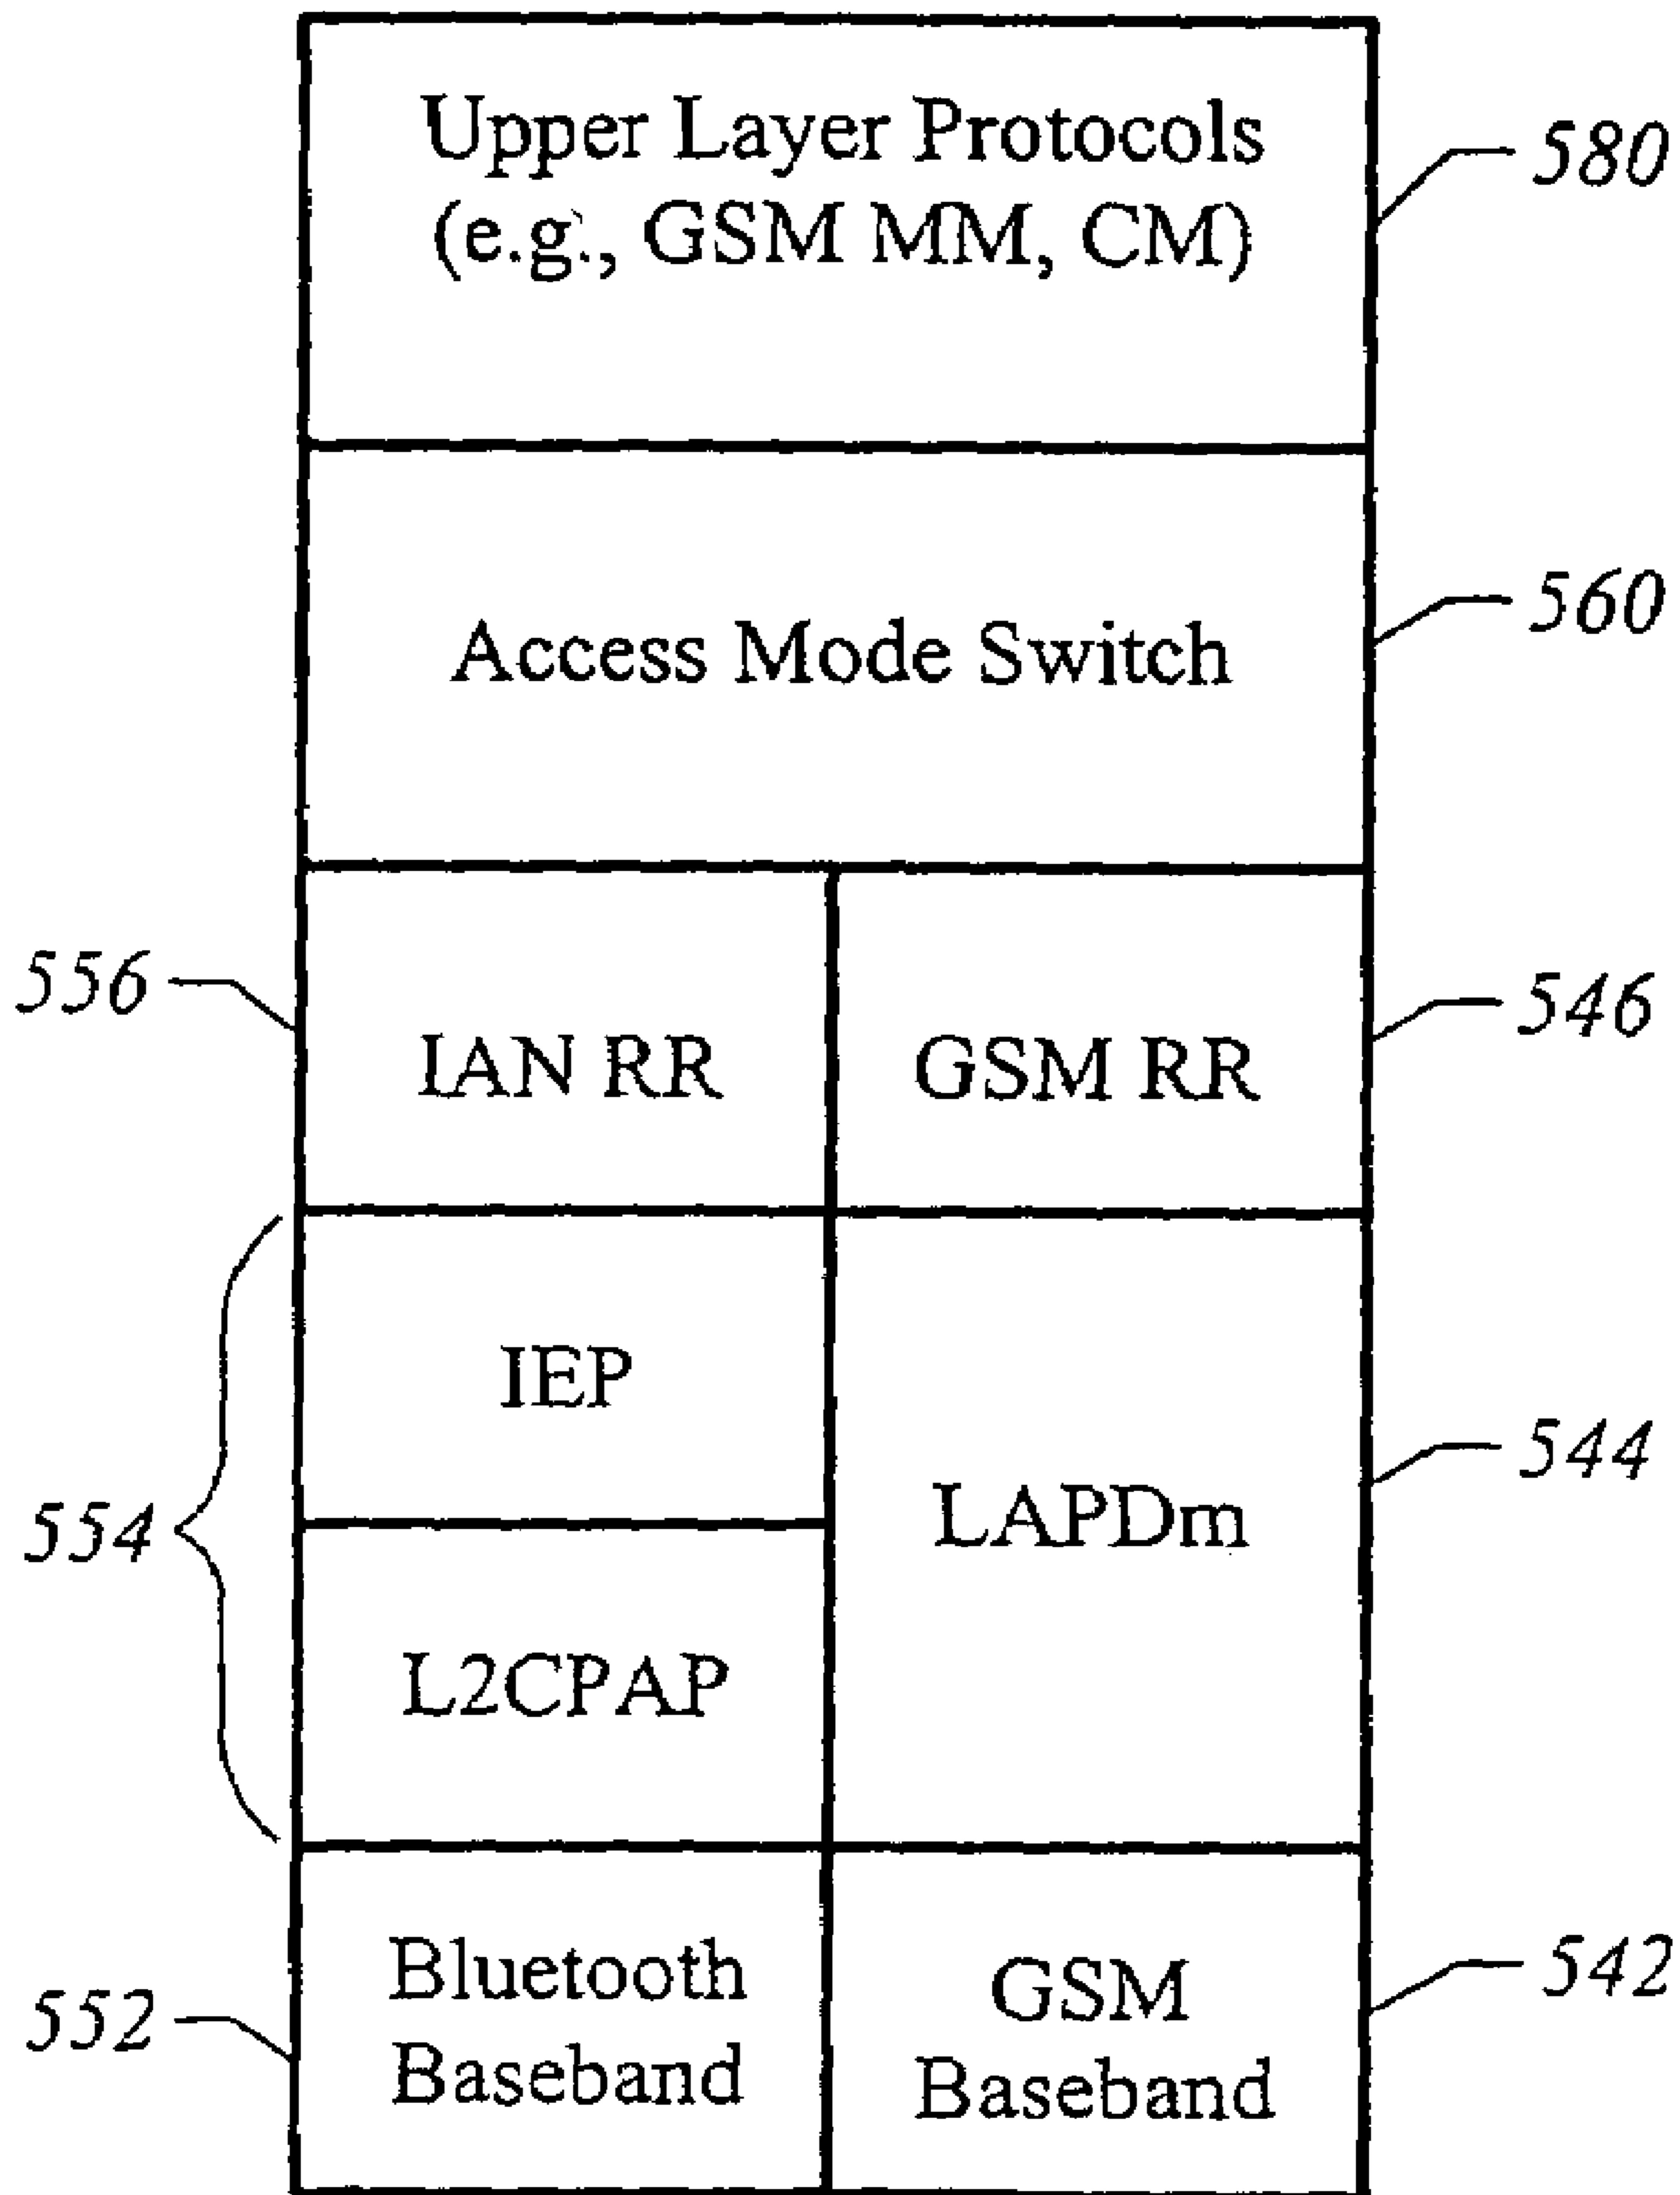 Upper Layer Protocols
(e.g., GSM MM, CM)
580
Access Mode Switch
560
556
IAN RR
GSM RR
546
IEP
554
LAPDm
544
L2CPAP
552
Bluetooth
Baseband
GSM
Baseband
542